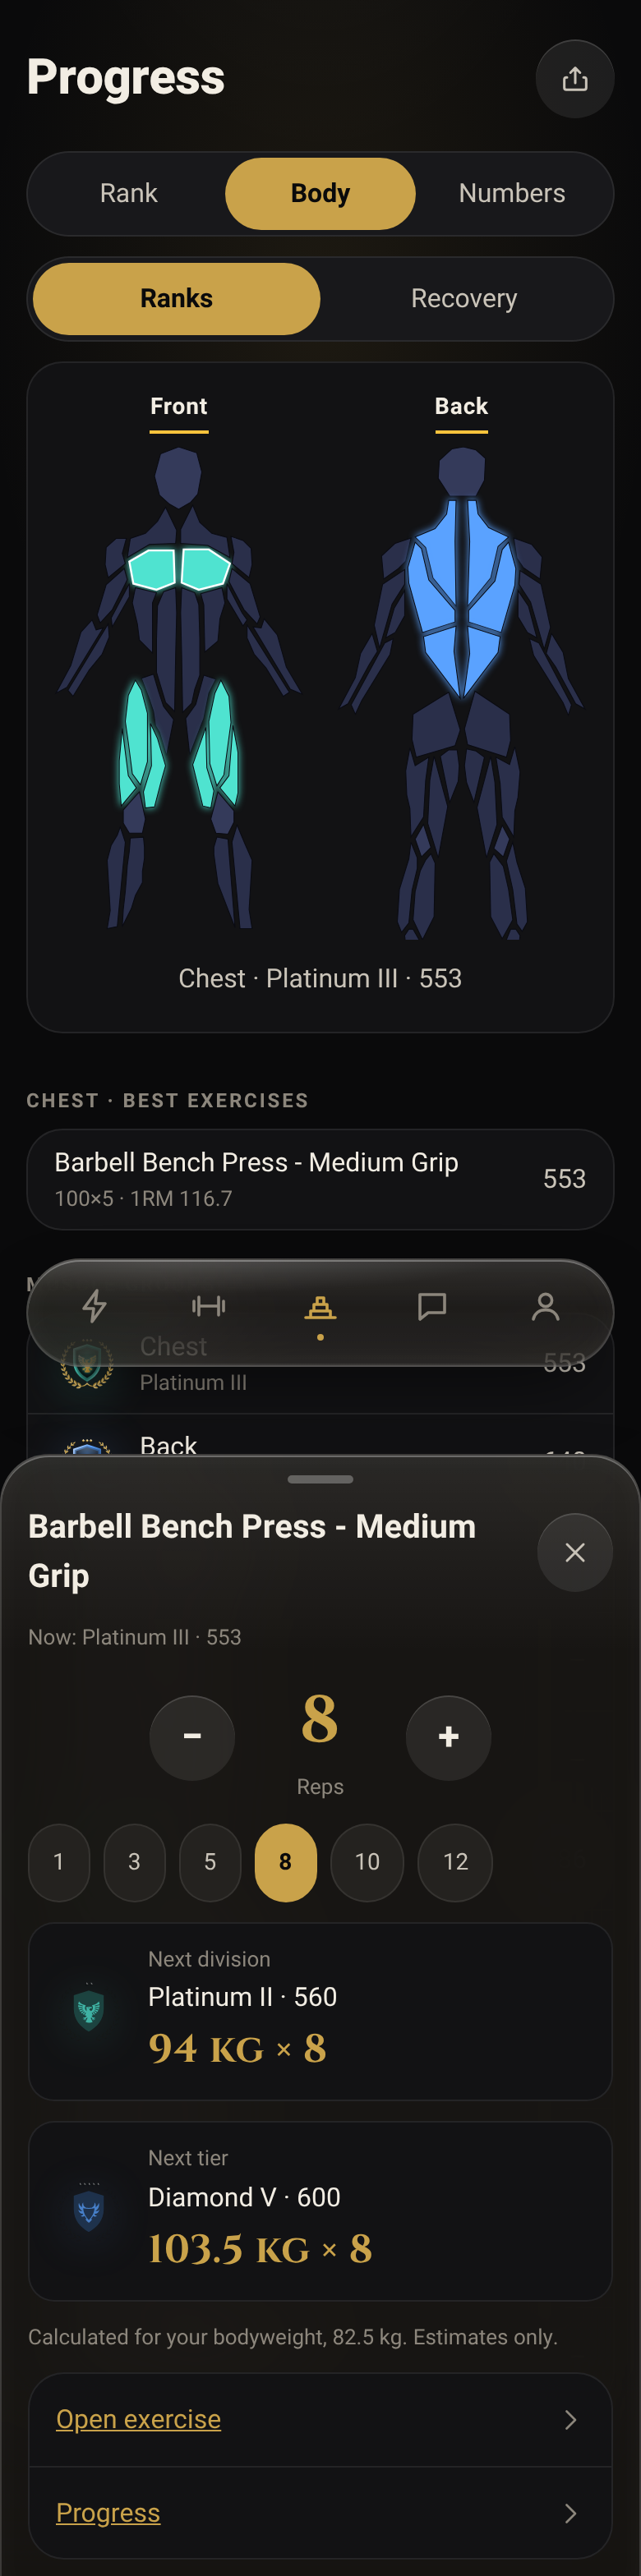 Progress
Rank
Body
Numbers
Ranks
Recovery
Front
Back
Chest · Platinum III · 553
CHEST · BEST EXERCISES
Barbell Bench Press - Medium Grip
100×5 · 1RM 116.7
553
Chest
553
Platinum III
Back
Barbell Bench Press - Medium
Grip
Now: Platinum III · 553
−
8
+
Reps
1
3
5
8
10
12
Next division
Platinum II · 560
94 KG × 8
Next tier
Diamond V · 600
103.5 KG × 8
Calculated for your bodyweight, 82.5 kg. Estimates only.
Open exercise
Progress